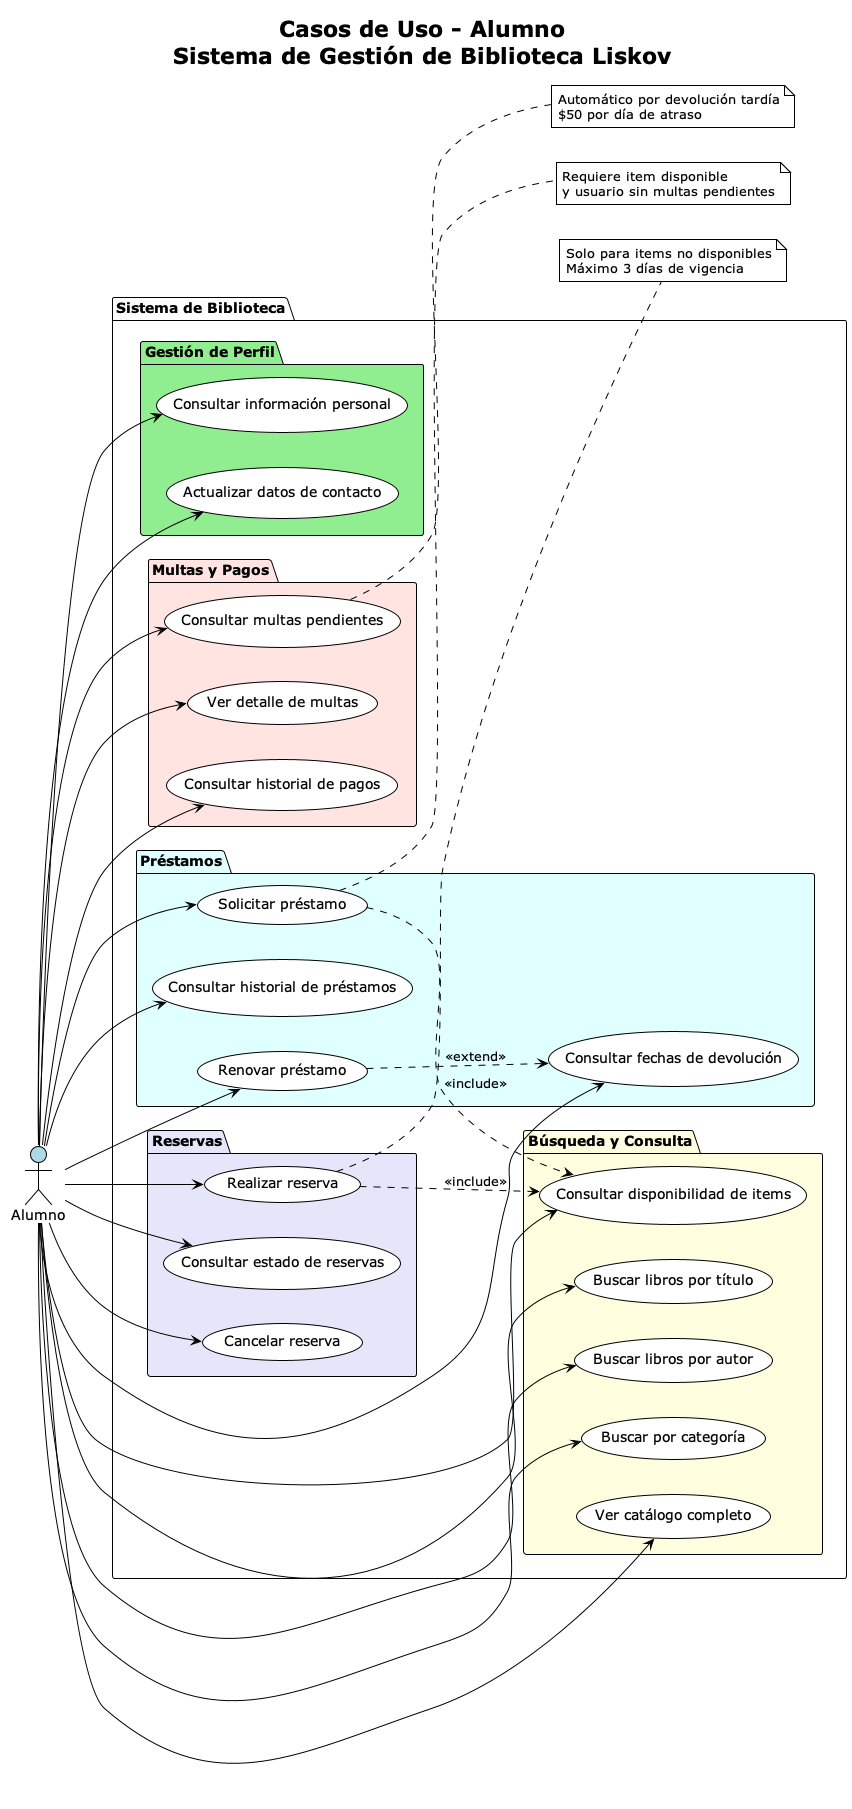 Casos de Uso - Alumno
Sistema de Gestión de Biblioteca Liskov
Automático por devolución tardía
$50 por día de atraso
Requiere item disponible
y usuario sin multas pendientes
Solo para items no disponibles
Máximo 3 días de vigencia
Sistema de Biblioteca
Gestión de Perfil
Consultar información personal
Actualizar datos de contacto
Multas y Pagos
Consultar multas pendientes
Ver detalle de multas
Consultar historial de pagos
Préstamos
Solicitar préstamo
Consultar historial de préstamos
Renovar préstamo
«extend»
Consultar fechas de devolución
«include»
Reservas
Realizar reserva
Consultar estado de reservas
Cancelar reserva
«include»
Búsqueda y Consulta
Consultar disponibilidad de items
Buscar libros por título
Buscar libros por autor
Buscar por categoría
Ver catálogo completo
Alumno